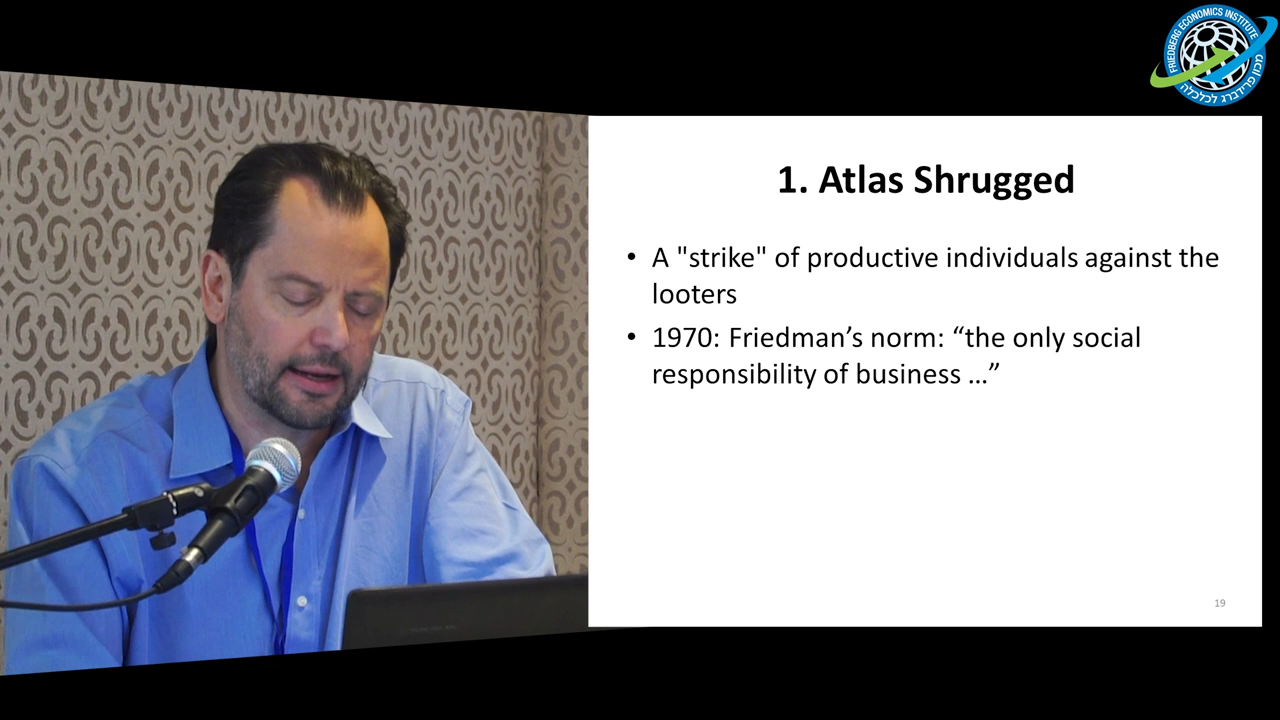 FRIEDBERG ECONOMICS INSTITUTE
מכון פרידברג לכלכלה
1. Atlas Shrugged
• A "strike" of productive individuals against the
looters
• 1970: Friedman’s norm: “the only social
responsibility of business …”
19